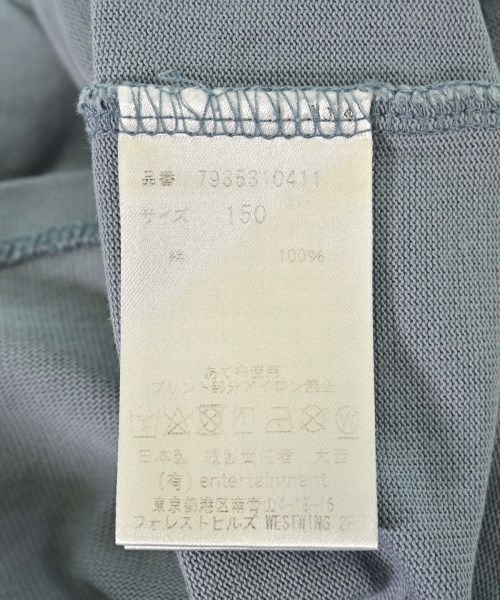 品番 7935310411
サイズ 150
綿 100%
あて布使用
プリント部分アイロン禁止
日本製 縫製責任者 大
(有) entertainment
東京都港区南青山4-18-16
フォレストヒルズ WESTWING 2F